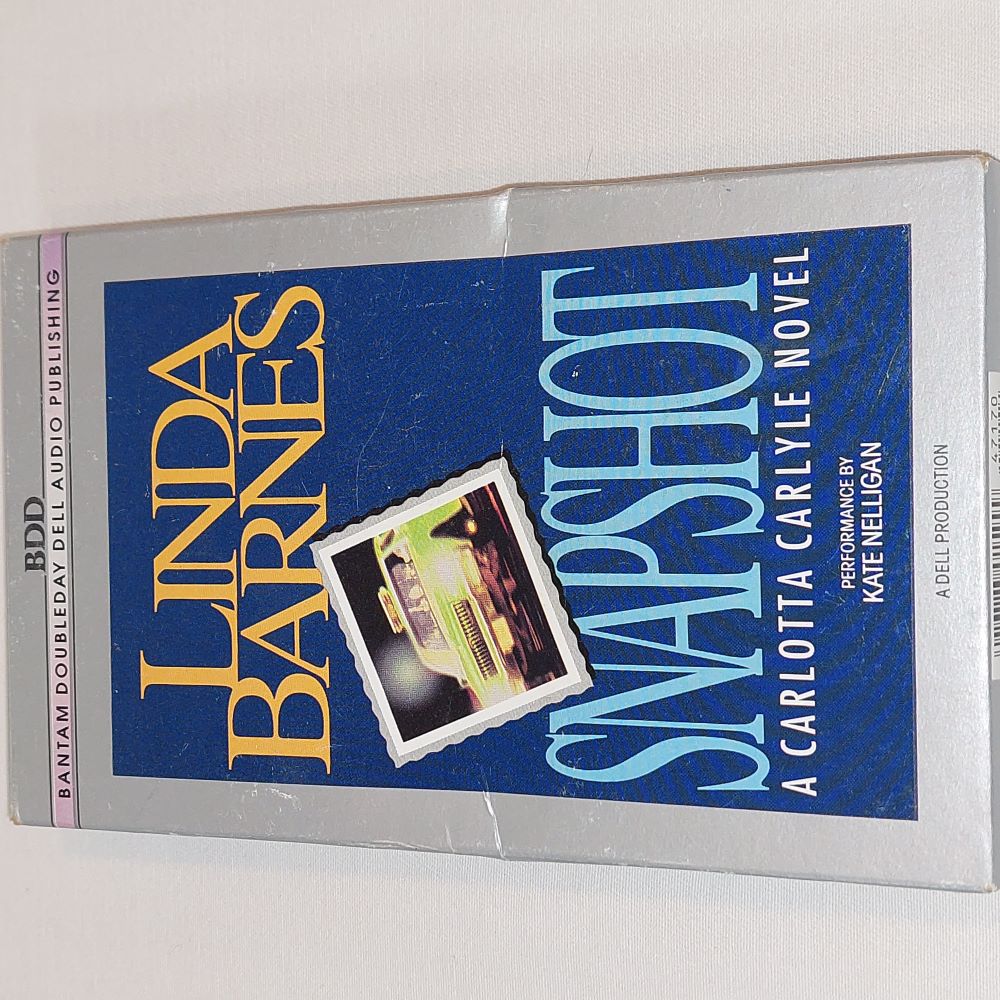 BDD
BANTAM DOUBLEDAY DELL AUDIO PUBLISHING
LINDA
BARNES
SNAPSHOT
A CARLOTTA CARLYLE NOVEL
PERFORMANCE BY
KATE NELLIGAN
A DELL PRODUCTION